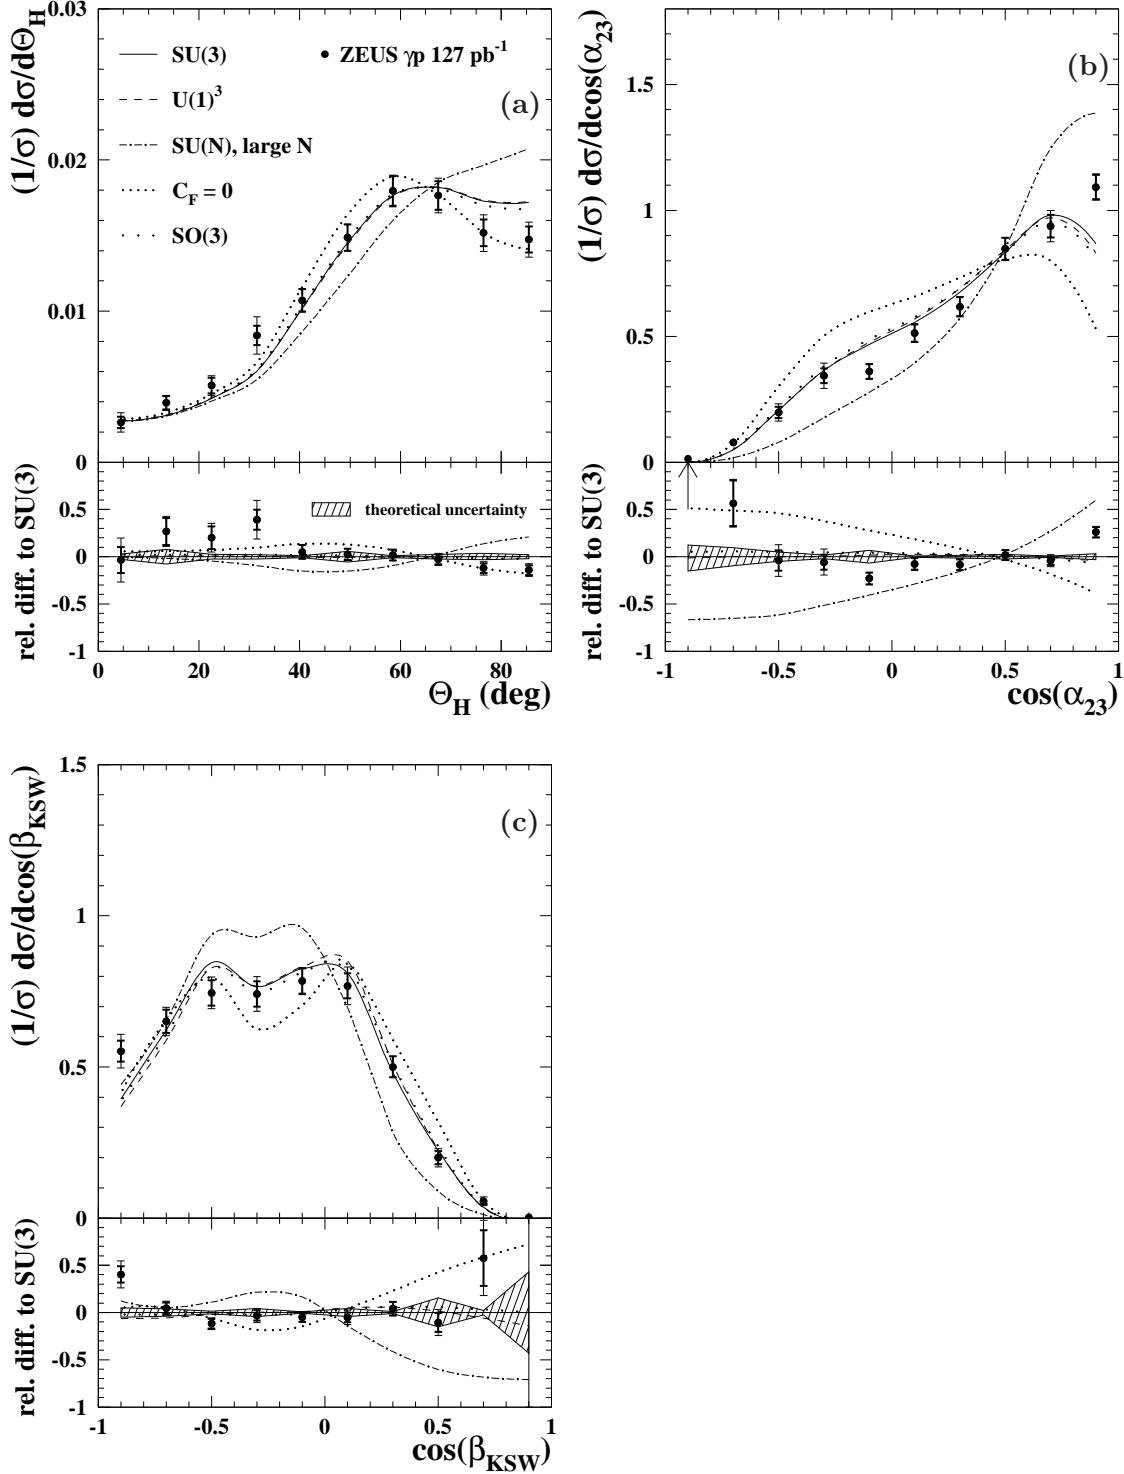 (1/σ) dσ/dΘ_H
0.03
0.02
0.01
0
SU(3)
U(1)³
SU(N), large N
C_F = 0
SO(3)
ZEUS γp 127 pb⁻¹
(a)
rel. diff. to SU(3)
0.5
0
-0.5
-1
theoretical uncertainty
0 20 40 60 80
Θ_H (deg)
(1/σ) dσ/dcos(α₂₃)
1.5
1
0.5
0
(b)
rel. diff. to SU(3)
0.5
0
-0.5
-1
-1 -0.5 0 0.5 1
cos(α₂₃)
(1/σ) dσ/dcos(β_KSW)
1.5
1
0.5
0
(c)
rel. diff. to SU(3)
0.5
0
-0.5
-1
-1 -0.5 0 0.5 1
cos(β_KSW)